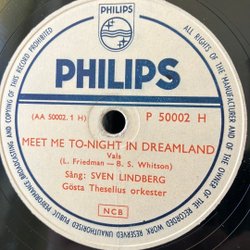 PHILIPS
PHILIPS
(AA 50002. 1 H) P 50002 H
MEET ME TO-NIGHT IN DREAMLAND
Vals
(L. Friedman — B. S. Whitson)
Sång: SVEN LINDBERG
Gösta Theselius orkester
NCB
ALL RIGHTS OF THE MANUFACTURER AND OF THE OWNER OF THE RECORDED WORK RESERVED UNAUTHORISED PUBLIC PERFORMANCE BROADCASTING AND COPYING OF THIS RECORD PROHIBITED